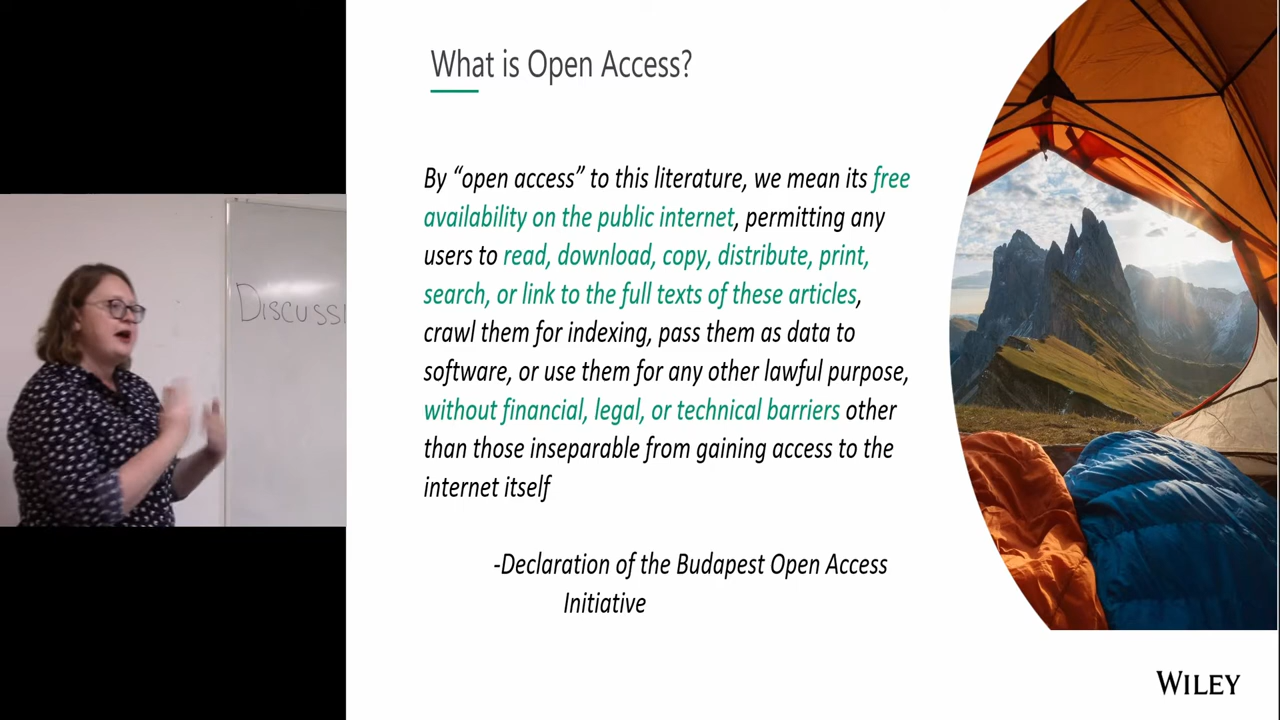 What is Open Access?
By “open access” to this literature, we mean its free
availability on the public internet, permitting any
users to read, download, copy, distribute, print,
search, or link to the full texts of these articles,
crawl them for indexing, pass them as data to
software, or use them for any other lawful purpose,
without financial, legal, or technical barriers other
than those inseparable from gaining access to the
internet itself
-Declaration of the Budapest Open Access
Initiative
DISCUSSI
WILEY